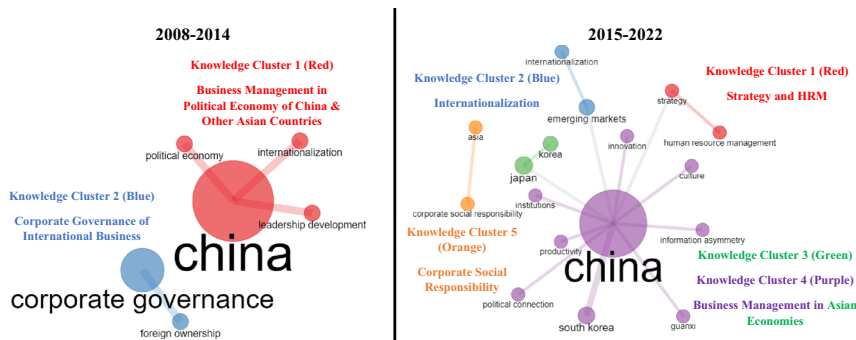 2008-2014
Knowledge Cluster 1 (Red)
Business Management in
Political Economy of China &
Other Asian Countries
political economy
internationalization
leadership development
china
Knowledge Cluster 2 (Blue)
Corporate Governance of
International Business
corporate governance
foreign ownership
2015-2022
internationalization
Knowledge Cluster 2 (Blue)
Internationalization
emerging markets
Knowledge Cluster 1 (Red)
Strategy and HRM
strategy
human resource management
asia
korea
japan
innovation
culture
institutions
corporate social responsibility
Knowledge Cluster 5
(Orange)
Corporate Social
Responsibility
productivity
information asymmetry
china
political connection
south korea
guanxi
Knowledge Cluster 3 (Green)
Knowledge Cluster 4 (Purple)
Business Management in Asian
Economies